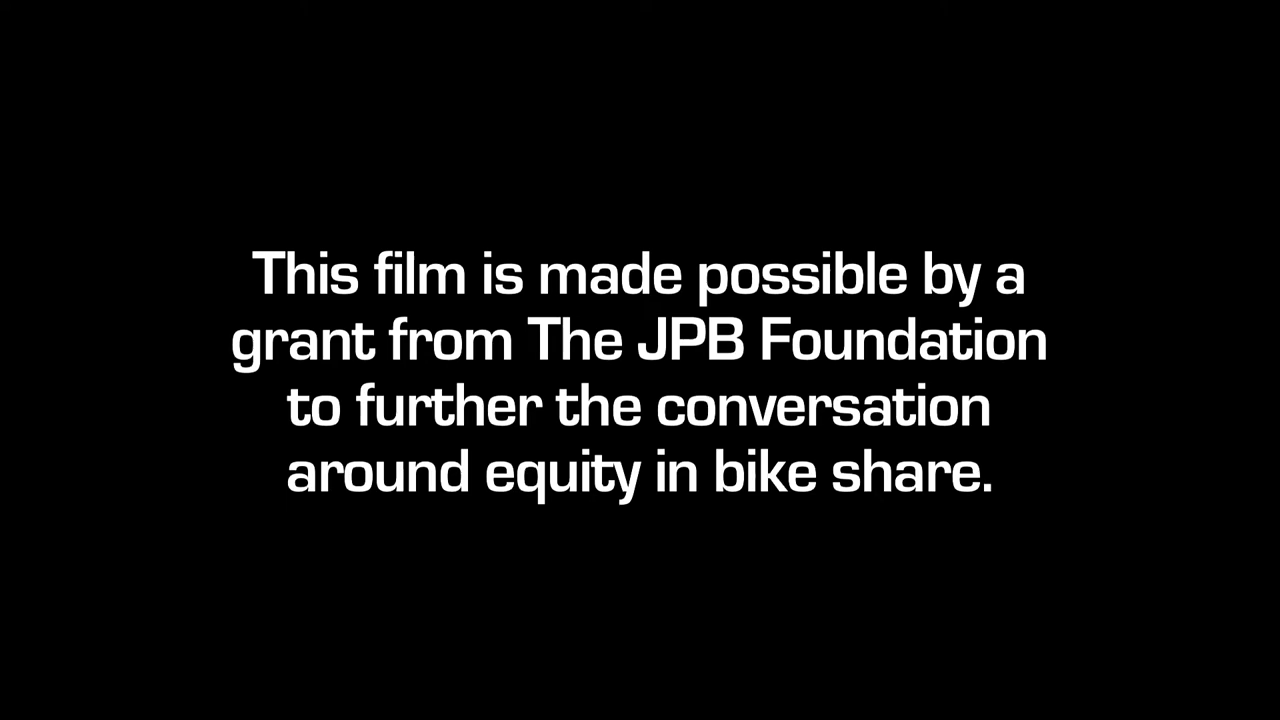 This film is made possible by a
grant from The JPB Foundation
to further the conversation
around equity in bike share.